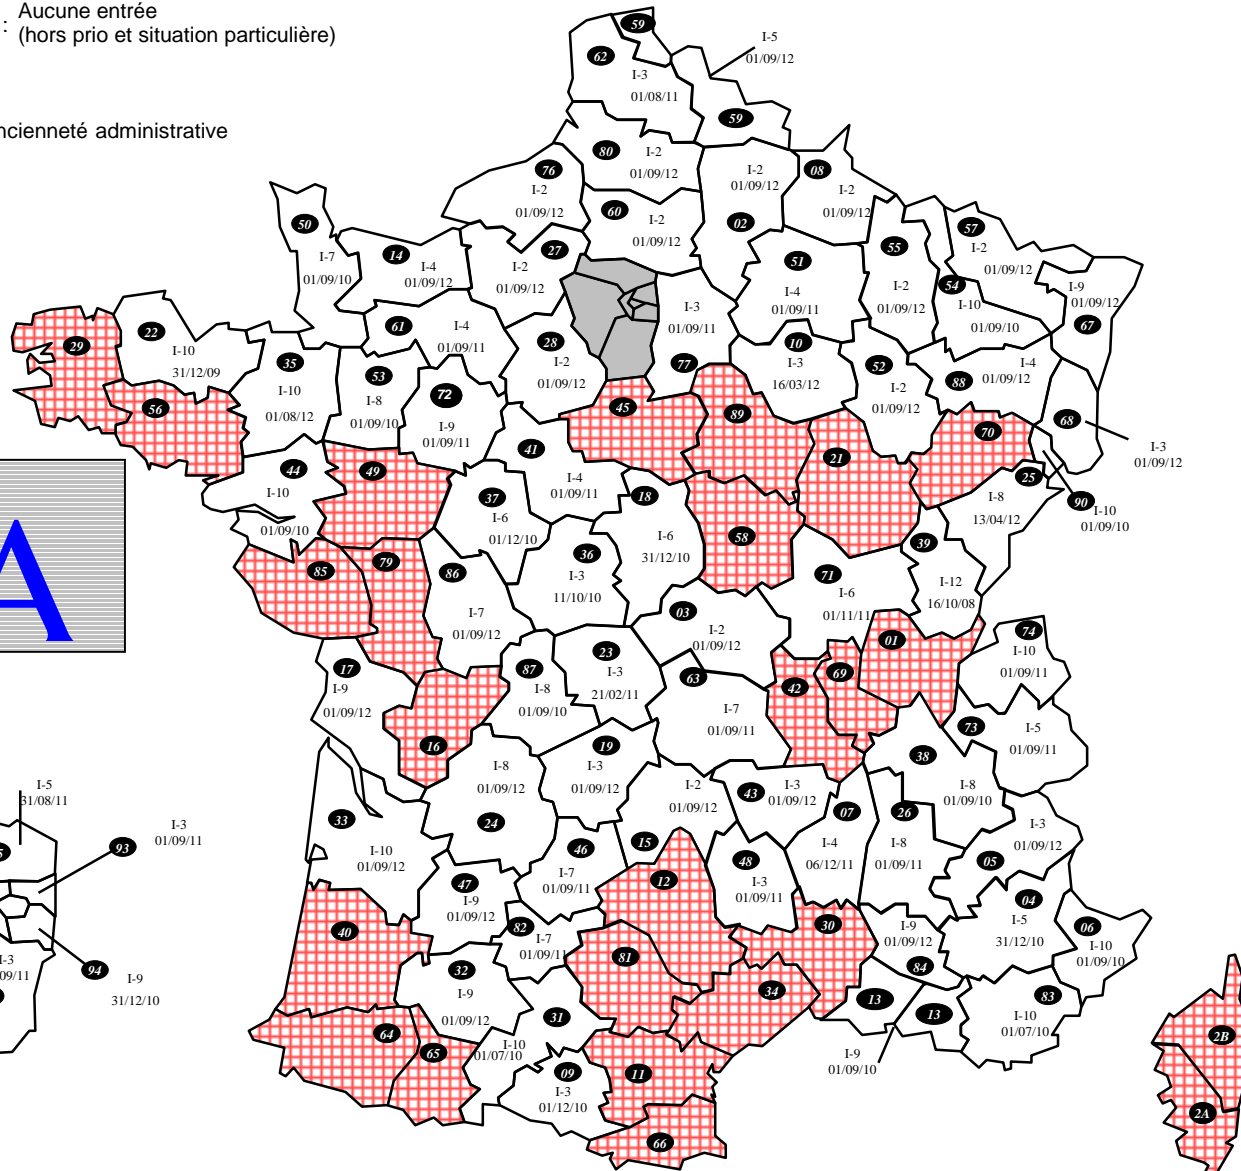 : Aucune entrée
(hors prio et situation particulière)
ncienneté administrative
A
59
I-5
01/09/12
62
I-3
01/08/11
59
80
I-2
01/09/12
76
I-2
01/09/12
I-2
01/09/12
02
08
I-2
01/09/12
60
I-2
01/09/12
50
I-7
01/09/10
14
I-4
01/09/12
27
I-2
01/09/12
51
I-4
01/09/11
55
I-2
01/09/12
57
I-2
01/09/12
54
I-10
01/09/10
I-9
01/09/12
67
29
22
I-10
31/12/09
56
35
I-10
01/08/12
61
I-4
01/09/11
53
I-8
01/09/10
72
I-9
01/09/11
28
I-2
01/09/12
I-3
01/09/11
77
10
I-3
16/03/12
52
I-2
01/09/12
88
I-4
01/09/12
68
I-3
01/09/12
45
89
21
70
25
I-8
13/04/12
90
I-10
01/09/10
44
I-10
01/09/10
49
41
I-4
01/09/11
37
I-6
01/12/10
18
I-6
31/12/10
58
36
I-3
11/10/10
39
I-12
16/10/08
85
79
86
I-7
01/09/12
71
I-6
01/11/11
03
I-2
01/09/12
01
74
I-10
01/09/11
17
I-9
01/09/12
87
I-8
01/09/10
23
I-3
21/02/11
63
I-7
01/09/11
42
69
16
73
I-5
01/09/11
38
I-8
01/09/10
I-8
01/09/12
24
19
I-3
01/09/12
I-2
01/09/12
15
43
I-3
01/09/12
07
I-4
06/12/11
26
I-8
01/09/11
I-3
01/09/12
05
I-5
31/08/11
93
I-3
01/09/11
94
I-9
31/12/10
I-3
33
I-10
01/09/12
46
I-7
01/09/11
47
I-9
01/09/12
12
48
I-3
01/09/11
04
I-5
31/12/10
06
I-10
01/09/10
40
82
I-7
01/09/11
81
30
I-9
01/09/12
84
32
I-9
01/09/12
34
13
13
I-9
01/09/10
83
I-10
01/07/10
31
I-10
01/07/10
64
65
09
I-3
01/12/10
11
66
2B
2A